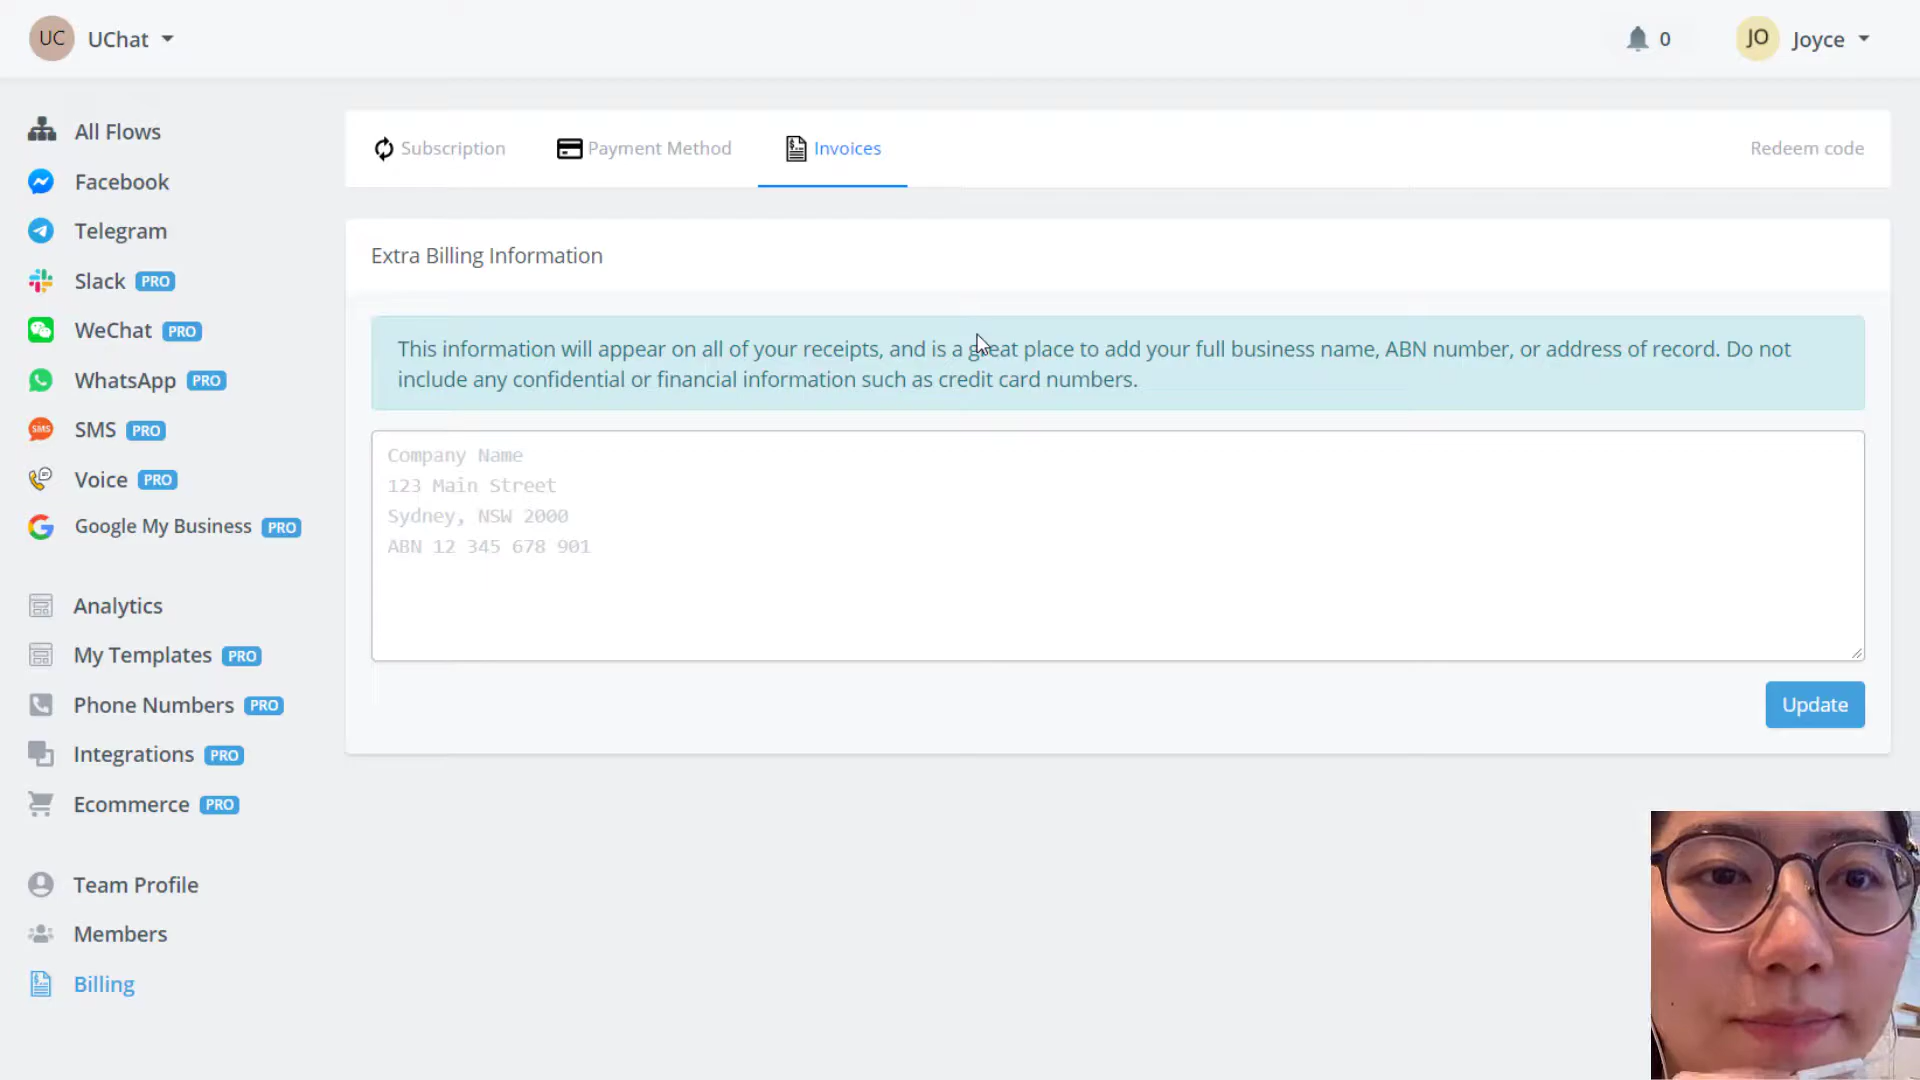 UC UChat
0
JO Joyce
All Flows
Facebook
Telegram
Slack PRO
WeChat PRO
WhatsApp PRO
SMS SMS PRO
Voice PRO
Google My Business PRO
Analytics
My Templates PRO
Phone Numbers PRO
Integrations PRO
Ecommerce PRO
Team Profile
Members
Billing
Subscription
Payment Method
Invoices
Redeem code
Extra Billing Information
This information will appear on all of your receipts, and is a great place to add your full business name, ABN number, or address of record. Do not
include any confidential or financial information such as credit card numbers.
Company Name
123 Main Street
Sydney, NSW 2000
ABN 12 345 678 901
Update